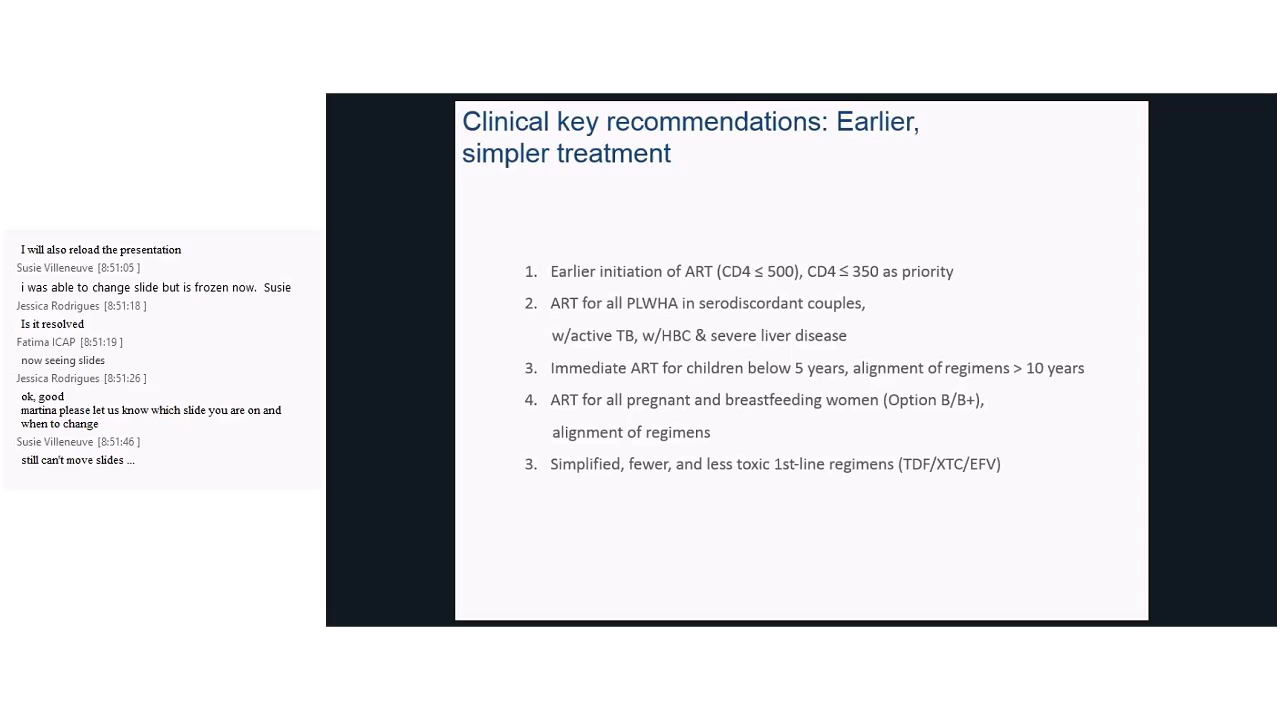 I will also reload the presentation
Susie Villeneuve [8:51:05 ]
i was able to change slide but is frozen now. Susie
Jessica Rodrigues [8:51:18 ]
Is it resolved
Fatima ICAP [8:51:19 ]
now seeing slides
Jessica Rodrigues [8:51:26 ]
ok, good
martina please let us know which slide you are on and
when to change
Susie Villeneuve [8:51:46 ]
still can't move slides ...
Clinical key recommendations: Earlier,
simpler treatment
1. Earlier initiation of ART (CD4 ≤ 500), CD4 ≤ 350 as priority
2. ART for all PLWHA in serodiscordant couples,
w/active TB, w/HBC & severe liver disease
3. Immediate ART for children below 5 years, alignment of regimens > 10 years
4. ART for all pregnant and breastfeeding women (Option B/B+),
alignment of regimens
3. Simplified, fewer, and less toxic 1st-line regimens (TDF/XTC/EFV)